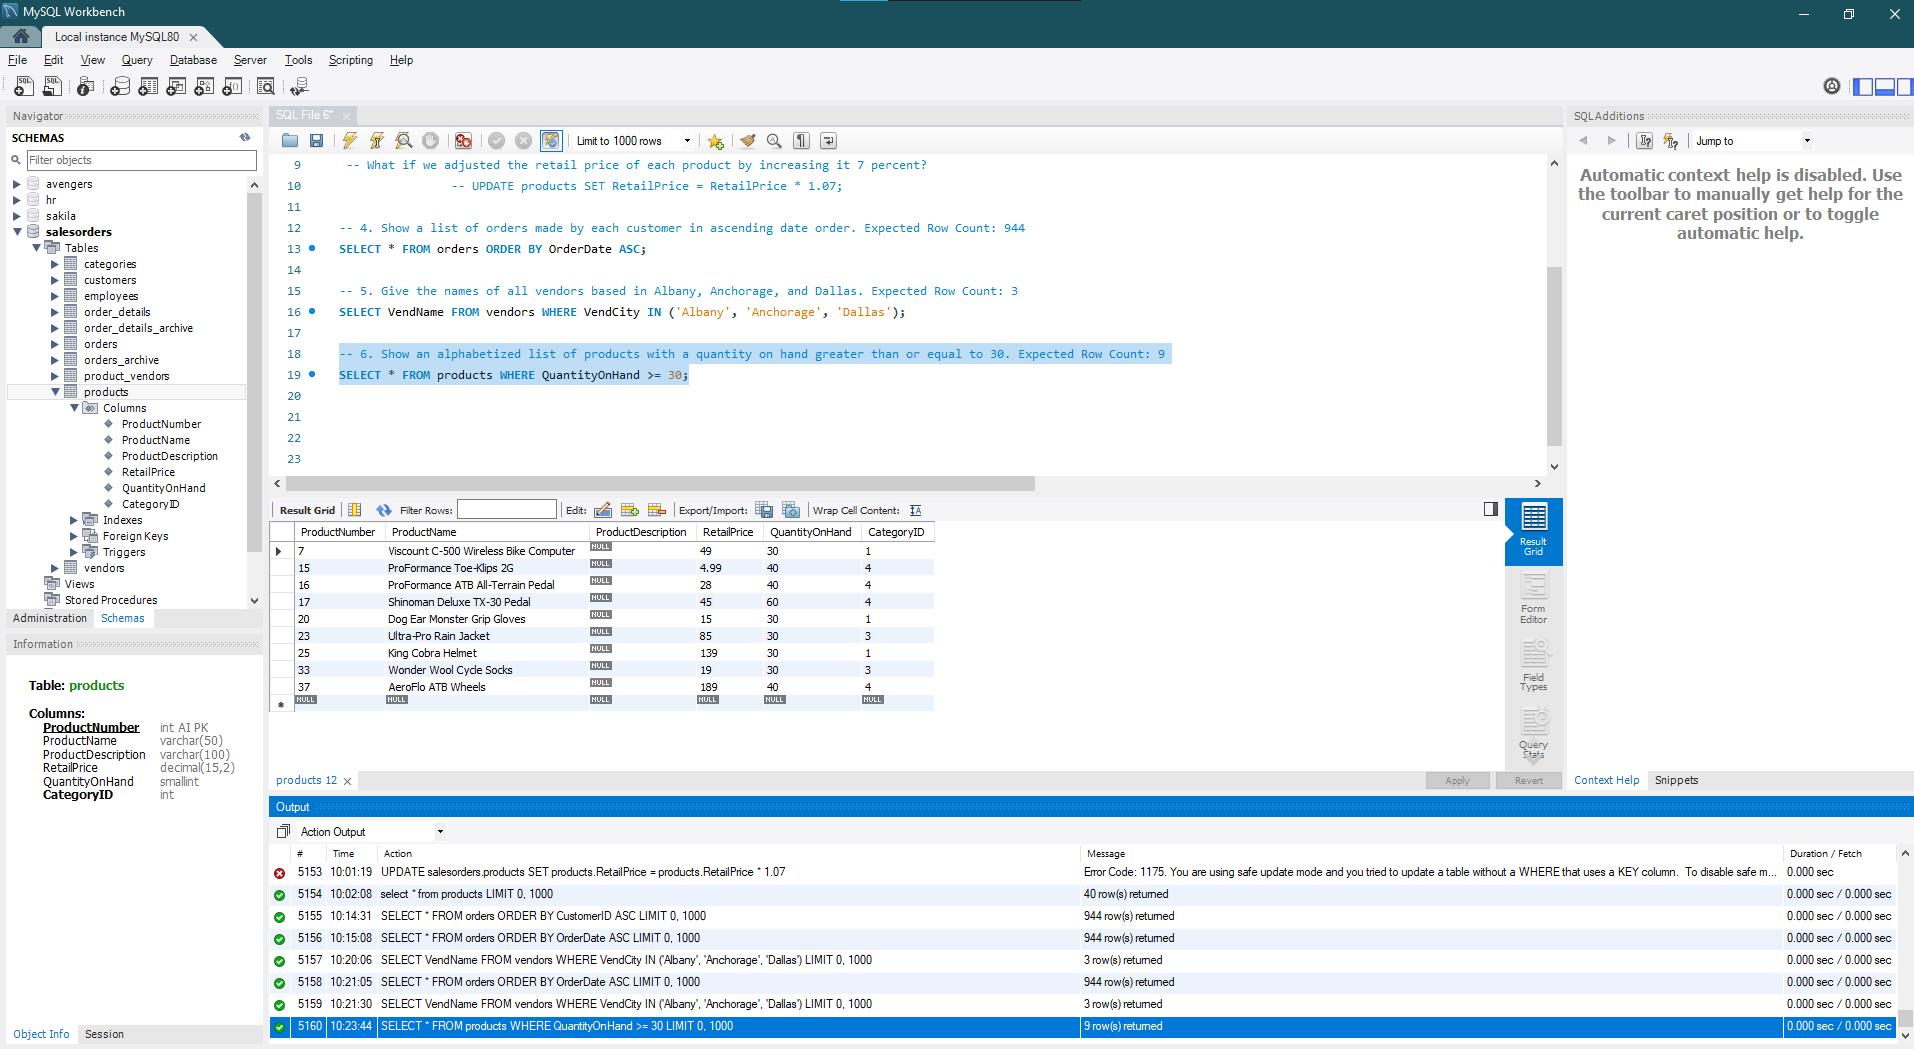 MySQL Workbench
Local instance MySQL80
File Edit View Query Database Server Tools Scripting Help
Navigator
SCHEMAS
Filter objects
avengers
hr
sakila
salesorders
Tables
categories
customers
employees
order_details
order_details_archive
orders
orders_archive
product_vendors
products
Columns
ProductNumber
ProductName
ProductDescription
RetailPrice
QuantityOnHand
CategoryID
Indexes
Foreign Keys
Triggers
vendors
Views
Stored Procedures
Administration Schemas
Information
Table: products
Columns:
ProductNumber int AI PK
ProductName varchar(50)
ProductDescription varchar(100)
RetailPrice decimal(15,2)
QuantityOnHand smallint
CategoryID int
Object Info Session
SQL File 6*
Limit to 1000 rows
9 -- What if we adjusted the retail price of each product by increasing it 7 percent?
10 -- UPDATE products SET RetailPrice = RetailPrice * 1.07;
11
12 -- 4. Show a list of orders made by each customer in ascending date order. Expected Row Count: 944
13 SELECT * FROM orders ORDER BY OrderDate ASC;
14
15 -- 5. Give the names of all vendors based in Albany, Anchorage, and Dallas. Expected Row Count: 3
16 SELECT VendName FROM vendors WHERE VendCity IN ('Albany', 'Anchorage', 'Dallas');
17
18 -- 6. Show an alphabetized list of products with a quantity on hand greater than or equal to 30. Expected Row Count: 9
19 SELECT * FROM products WHERE QuantityOnHand >= 30;
20
21
22
23
Result Grid Filter Rows: Edit: Export/Import: Wrap Cell Content:
ProductNumber ProductName ProductDescription RetailPrice QuantityOnHand CategoryID
7 Viscount C-500 Wireless Bike Computer NULL 49 30 1
15 ProFormance Toe-Klips 2G NULL 4.99 40 4
16 ProFormance ATB All-Terrain Pedal NULL 28 40 4
17 Shinoman Deluxe TX-30 Pedal NULL 45 60 4
20 Dog Ear Monster Grip Gloves NULL 15 30 1
23 Ultra-Pro Rain Jacket NULL 85 30 3
25 King Cobra Helmet NULL 139 30 1
33 Wonder Wool Cycle Socks NULL 19 30 3
37 AeroFlo ATB Wheels NULL 189 40 4
NULL NULL NULL NULL NULL NULL
Result
Grid
Form
Editor
Field
Types
Query
Stats
products 12
Apply Revert
SQLAdditions
Jump to
Automatic context help is disabled. Use
the toolbar to manually get help for the
current caret position or to toggle
automatic help.
Context Help Snippets
Output
Action Output
# Time Action Message Duration / Fetch
5153 10:01:19 UPDATE salesorders.products SET products.RetailPrice = products.RetailPrice * 1.07 Error Code: 1175. You are using safe update mode and you tried to update a table without a WHERE that uses a KEY column. To disable safe m... 0.000 sec
5154 10:02:08 select * from products LIMIT 0, 1000 40 row(s) returned 0.000 sec / 0.000 sec
5155 10:14:31 SELECT * FROM orders ORDER BY CustomerID ASC LIMIT 0, 1000 944 row(s) returned 0.000 sec / 0.000 sec
5156 10:15:08 SELECT * FROM orders ORDER BY OrderDate ASC LIMIT 0, 1000 944 row(s) returned 0.000 sec / 0.000 sec
5157 10:20:06 SELECT VendName FROM vendors WHERE VendCity IN ('Albany', 'Anchorage', 'Dallas') LIMIT 0, 1000 3 row(s) returned 0.000 sec / 0.000 sec
5158 10:21:05 SELECT * FROM orders ORDER BY OrderDate ASC LIMIT 0, 1000 944 row(s) returned 0.000 sec / 0.000 sec
5159 10:21:30 SELECT VendName FROM vendors WHERE VendCity IN ('Albany', 'Anchorage', 'Dallas') LIMIT 0, 1000 3 row(s) returned 0.000 sec / 0.000 sec
5160 10:23:44 SELECT * FROM products WHERE QuantityOnHand >= 30 LIMIT 0, 1000 9 row(s) returned 0.000 sec / 0.000 sec